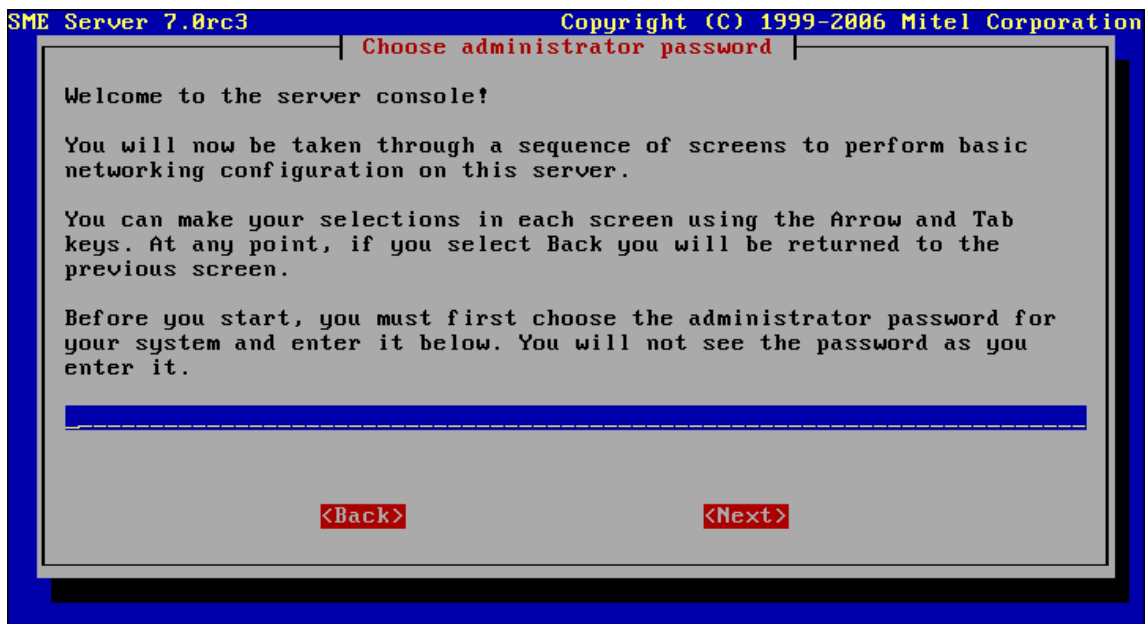 SME Server 7.0rc3 Copyright (C) 1999-2006 Mitel Corporation
Choose administrator password
Welcome to the server console!
You will now be taken through a sequence of screens to perform basic
networking configuration on this server.
You can make your selections in each screen using the Arrow and Tab
keys. At any point, if you select Back you will be returned to the
previous screen.
Before you start, you must first choose the administrator password for
your system and enter it below. You will not see the password as you
enter it.
<Back> <Next>